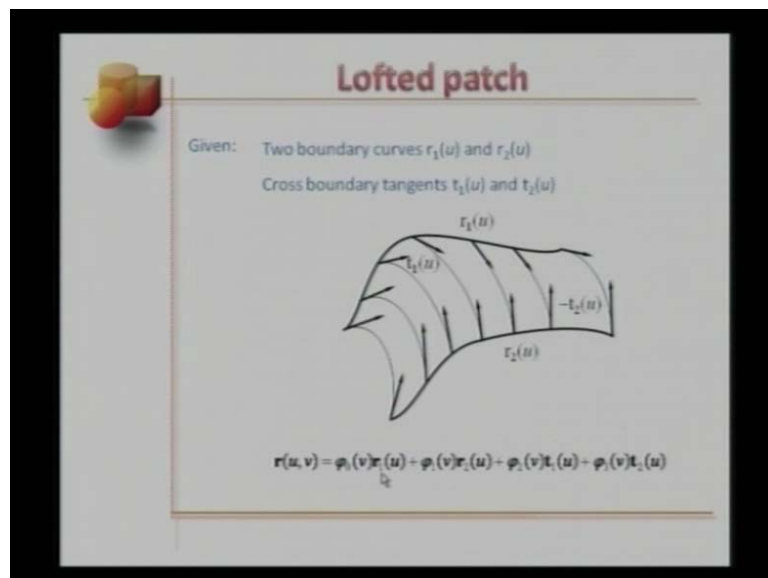 Lofted patch
Given: Two boundary curves r₁(u) and r₂(u)
Cross boundary tangents t₁(u) and t₂(u)
r₁(u)
t₁(u)
−t₂(u)
r₂(u)
r(u, v) = φ₀(v)r₁(u) + φ₁(v)r₂(u) + φ₂(v)t₁(u) + φ₃(v)t₂(u)